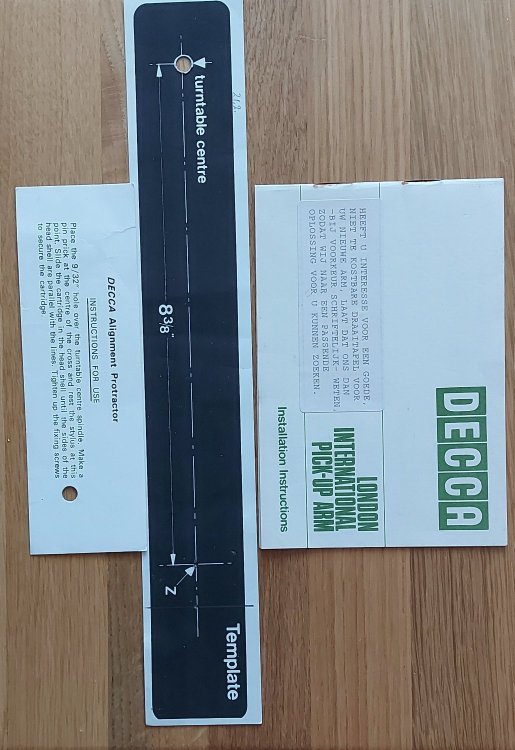 DECCA
LONDON
INTERNATIONAL
PICK-UP ARM
Installation Instructions
HEEFT U INTERESSE VOOR EEN GOEDE,
NIET TE KOSTBARE DRAAITAFEL VOOR
UW NIEUWE ARM, LAAT DAT ONS DAN
-BIJ VOORKEUR SCHRIFTELIJK- WETEN
ZODAT WIJ NAAR EEN PASSENDE
OPLOSSING VOOR U KUNNEN ZOEKEN.
turntable centre
8 3/8"
Z
Template
DECCA Alignment Protractor
INSTRUCTIONS FOR USE
Place the 9/32" hole over the turntable centre spindle. Make a
pin prick at the centre of the cross and rest the stylus at this
point. Slide the cartridge in the head shell until the sides of the
head shell are parallel with the lines. Tighten up the fixing screws
to secure the cartridge.